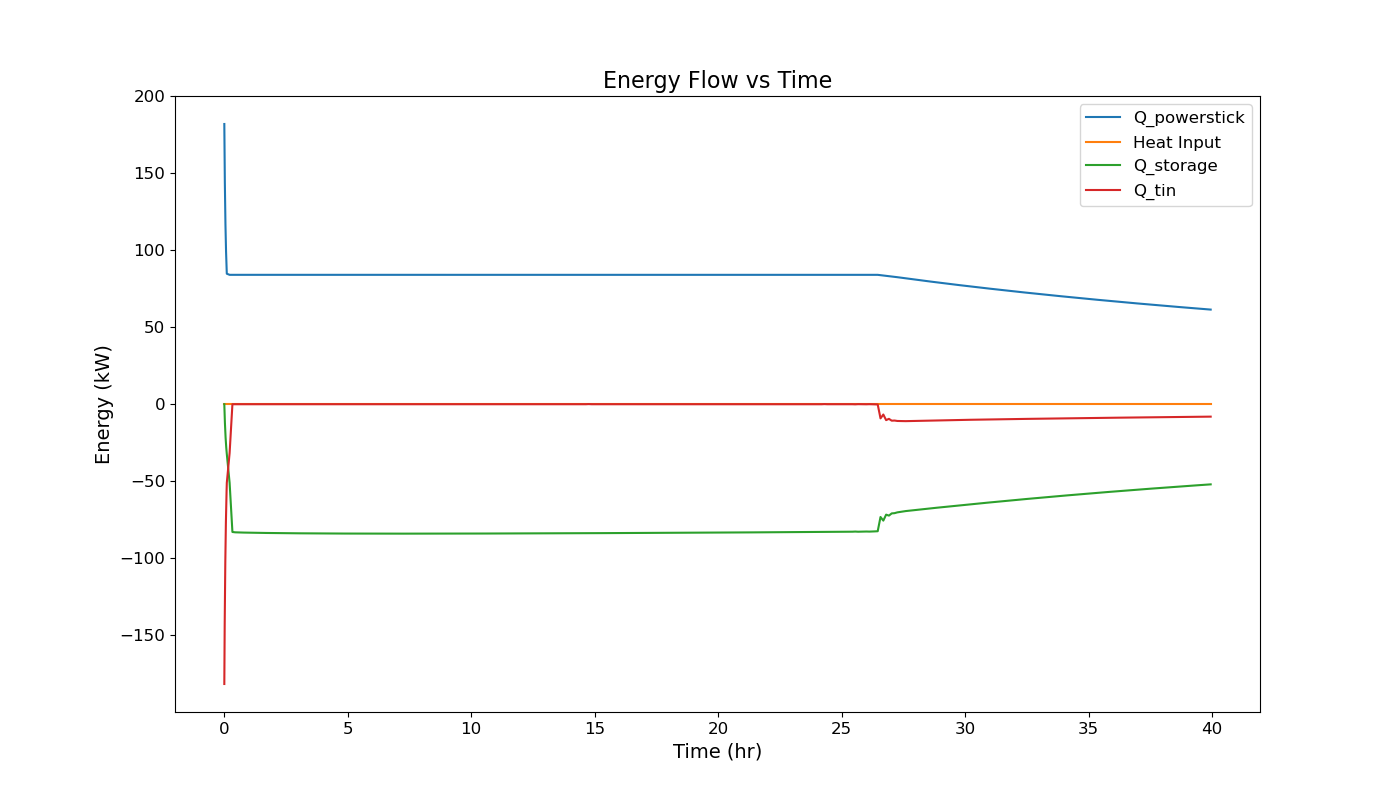 Energy Flow vs Time
200
150
100
50
0
−50
−100
−150
Energy (kW)
Q_powerstick
Heat Input
Q_storage
Q_tin
0 5 10 15 20 25 30 35 40
Time (hr)